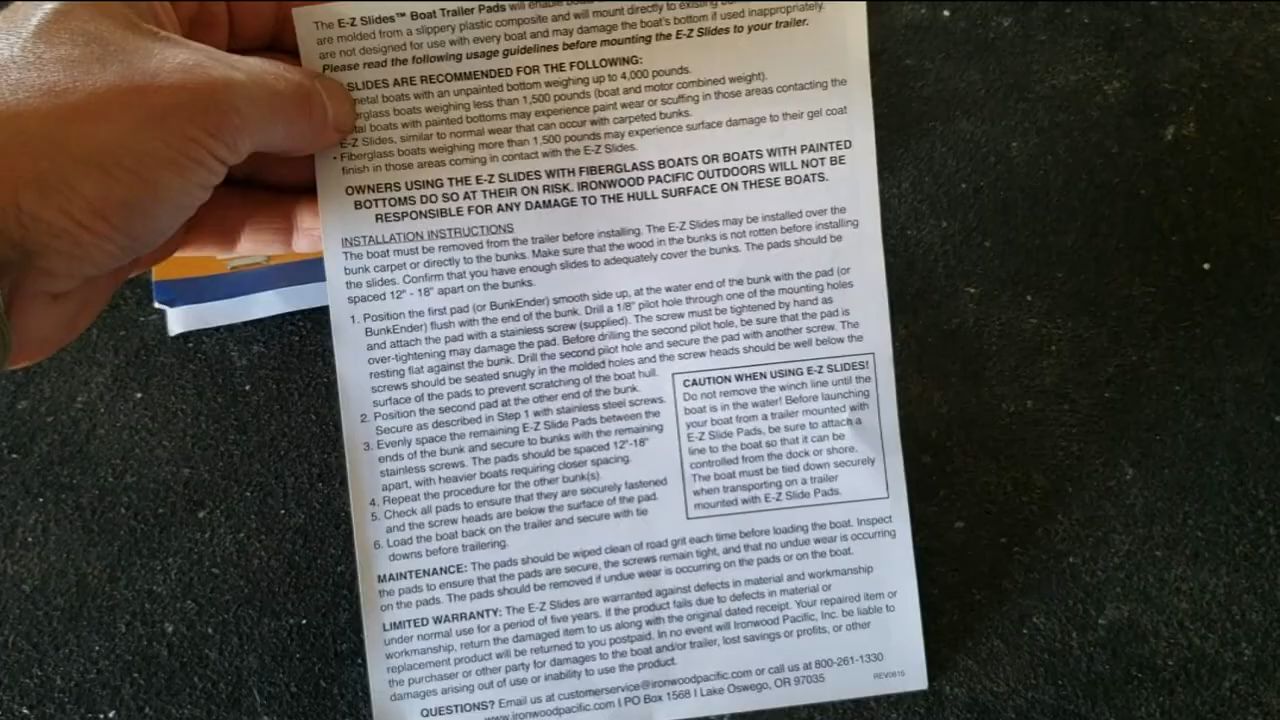 The E-Z Slides™ Boat Trailer Pads will enable
are molded from a slippery plastic composite and will mount directly to existing
are not designed for use with every boat and may damage the boat's bottom if used inappropriately.
Please read the following usage guidelines before mounting the E-Z Slides to your trailer.
SLIDES ARE RECOMMENDED FOR THE FOLLOWING:
metal boats with an unpainted bottom weighing up to 4,000 pounds.
erglass boats weighing less than 1,500 pounds (boat and motor combined weight).
tal boats with painted bottoms may experience paint wear or scuffing in those areas contacting the
E-Z Slides, similar to normal wear that can occur with carpeted bunks.
• Fiberglass boats weighing more than 1,500 pounds may experience surface damage to their gel coat
finish in those areas coming in contact with the E-Z Slides.
OWNERS USING THE E-Z SLIDES WITH FIBERGLASS BOATS OR BOATS WITH PAINTED
BOTTOMS DO SO AT THEIR ON RISK. IRONWOOD PACIFIC OUTDOORS WILL NOT BE
RESPONSIBLE FOR ANY DAMAGE TO THE HULL SURFACE ON THESE BOATS.
INSTALLATION INSTRUCTIONS
The boat must be removed from the trailer before installing. The E-Z Slides may be installed over the
bunk carpet or directly to the bunks. Make sure that the wood in the bunks is not rotten before installing
the slides. Confirm that you have enough slides to adequately cover the bunks. The pads should be
spaced 12" - 18" apart on the bunks.
1. Position the first pad (or BunkEnder) smooth side up, at the water end of the bunk with the pad (or
BunkEnder) flush with the end of the bunk. Drill a 1/8" pilot hole through one of the mounting holes
and attach the pad with a stainless screw (supplied). The screw must be tightened by hand as
over-tightening may damage the pad. Before drilling the second pilot hole, be sure that the pad is
resting flat against the bunk. Drill the second pilot hole and secure the pad with another screw. The
screws should be seated snugly in the molded holes and the screw heads should be well below the
surface of the pads to prevent scratching of the boat hull.
2. Position the second pad at the other end of the bunk.
Secure as described in Step 1 with stainless steel screws.
3. Evenly space the remaining E-Z Slide Pads between the
ends of the bunk and secure to bunks with the remaining
stainless screws. The pads should be spaced 12"-18"
apart, with heavier boats requiring closer spacing.
4. Repeat the procedure for the other bunk(s).
5. Check all pads to ensure that they are securely fastened
and the screw heads are below the surface of the pad.
6. Load the boat back on the trailer and secure with tie
downs before trailering.
CAUTION WHEN USING E-Z SLIDES!
Do not remove the winch line until the
boat is in the water! Before launching
your boat from a trailer mounted with
E-Z Slide Pads, be sure to attach a
line to the boat so that it can be
controlled from the dock or shore.
The boat must be tied down securely
when transporting on a trailer
mounted with E-Z Slide Pads.
MAINTENANCE: The pads should be wiped clean of road grit each time before loading the boat. Inspect
the pads to ensure that the pads are secure, the screws remain tight, and that no undue wear is occurring
on the pads. The pads should be removed if undue wear is occurring on the pads or on the boat.
LIMITED WARRANTY: The E-Z Slides are warranted against defects in material and workmanship
under normal use for a period of five years. If the product fails due to defects in material or
workmanship, return the damaged item to us along with the original dated receipt. Your repaired item or
replacement product will be returned to you postpaid. In no event will Ironwood Pacific, Inc. be liable to
the purchaser or other party for damages to the boat and/or trailer, lost savings or profits, or other
damages arising out of use or inability to use the product.
QUESTIONS? Email us at customerservice@ironwoodpacific.com or call us at 800-261-1330
www.ironwoodpacific.com | PO Box 1568 | Lake Oswego, OR 97035
REV0815